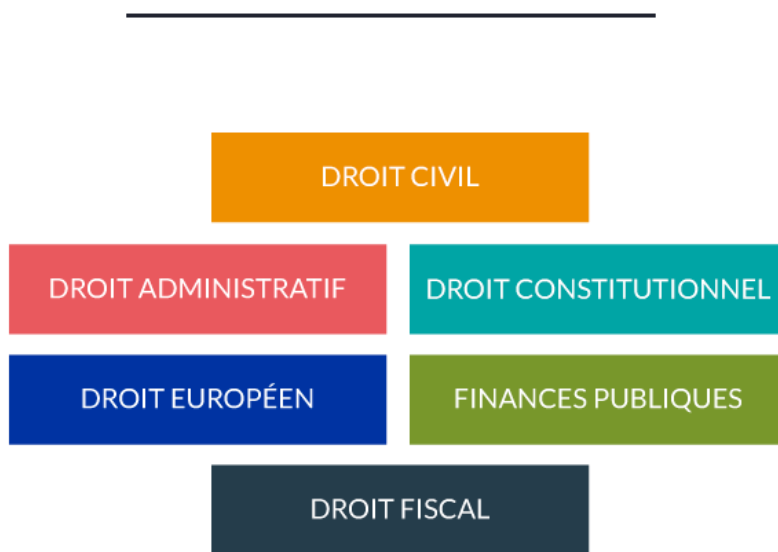 DROIT CIVIL
DROIT ADMINISTRATIF
DROIT CONSTITUTIONNEL
DROIT EUROPÉEN
FINANCES PUBLIQUES
DROIT FISCAL